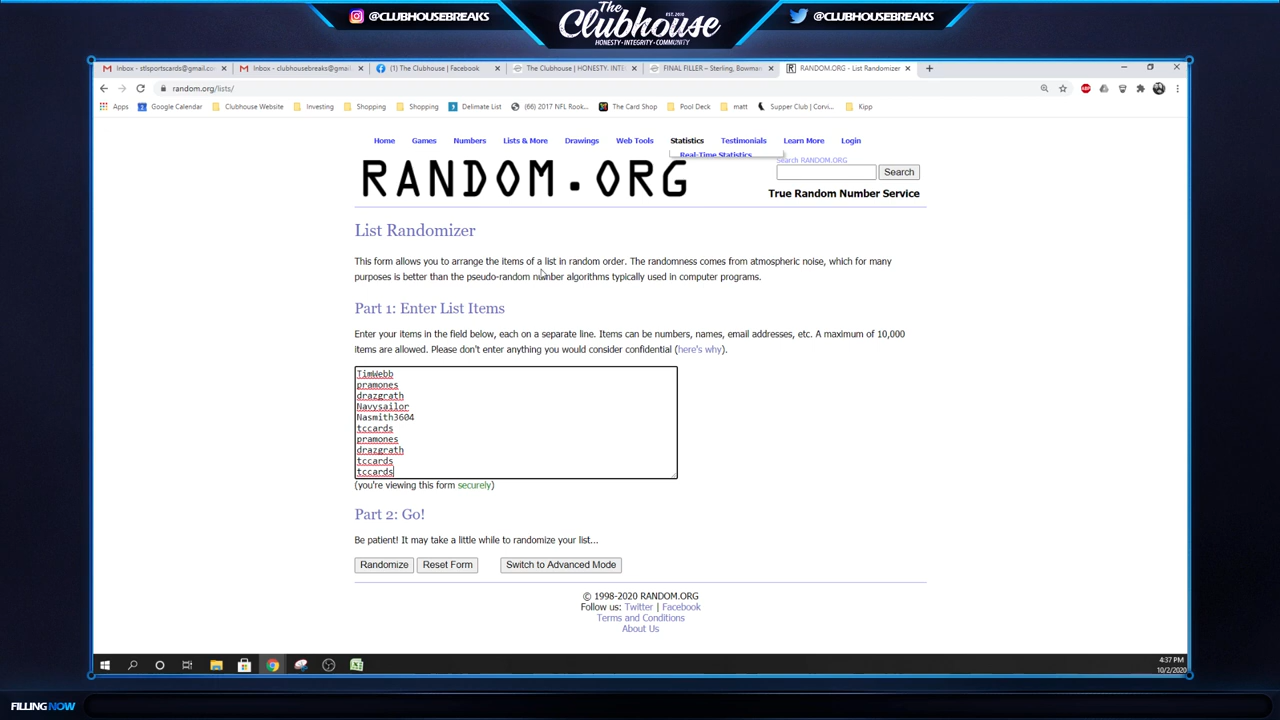 @CLUBHOUSEBREAKS
The
Clubhouse
EST. 2018
HONESTY • INTEGRITY • COMMUNITY
@CLUBHOUSEBREAKS
Inbox - stlsportscards@gmail.co
Inbox - clubhousebreaks@gmail.
(1) The Clubhouse | Facebook
The Clubhouse | HONESTY. INTE
FINAL FILLER – Sterling, Bowma
RANDOM.ORG - List Randomizer
random.org/lists/
Apps
Google Calendar
Clubhouse Website
Investing
Shopping
Shopping
Delimate List
(66) 2017 NFL Rook...
The Card Shop
Pool Deck
matt
Supper Club | Corvi...
Kipp
Home
Games
Numbers
Lists & More
Drawings
Web Tools
Statistics
Testimonials
Learn More
Login
Real-Time Statistics
Search RANDOM.ORG
RANDOM.ORG
Search
True Random Number Service
List Randomizer
This form allows you to arrange the items of a list in random order. The randomness comes from atmospheric noise, which for many
purposes is better than the pseudo-random number algorithms typically used in computer programs.
Part 1: Enter List Items
Enter your items in the field below, each on a separate line. Items can be numbers, names, email addresses, etc. A maximum of 10,000
items are allowed. Please don't enter anything you would consider confidential (here's why).
TimWebb
pramones
drazgrath
Navysailor
Nasmith3604
tccards
pramones
drazgrath
tccards
tccards
(you're viewing this form securely)
Part 2: Go!
Be patient! It may take a little while to randomize your list...
Randomize
Reset Form
Switch to Advanced Mode
© 1998-2020 RANDOM.ORG
Follow us: Twitter | Facebook
Terms and Conditions
About Us
4:37 PM
10/2/2020
FILLING NOW